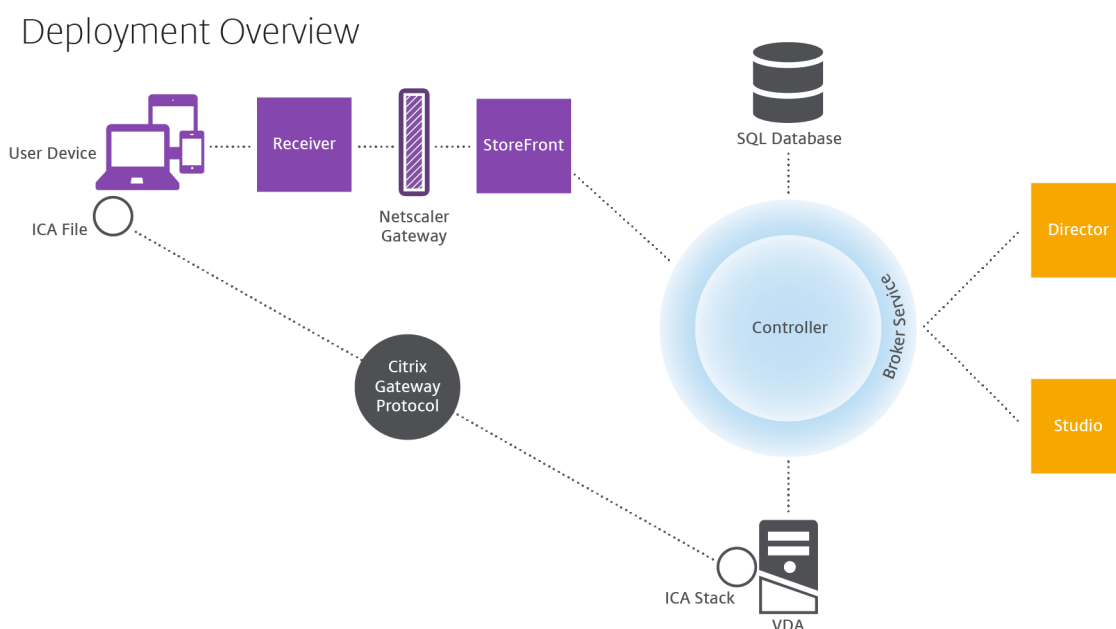 Deployment Overview
SQL Database
User Device
Receiver
StoreFront
Netscaler
Gateway
ICA File
Director
Controller
Broker Service
Citrix
Gateway
Protocol
Studio
ICA Stack
VDA